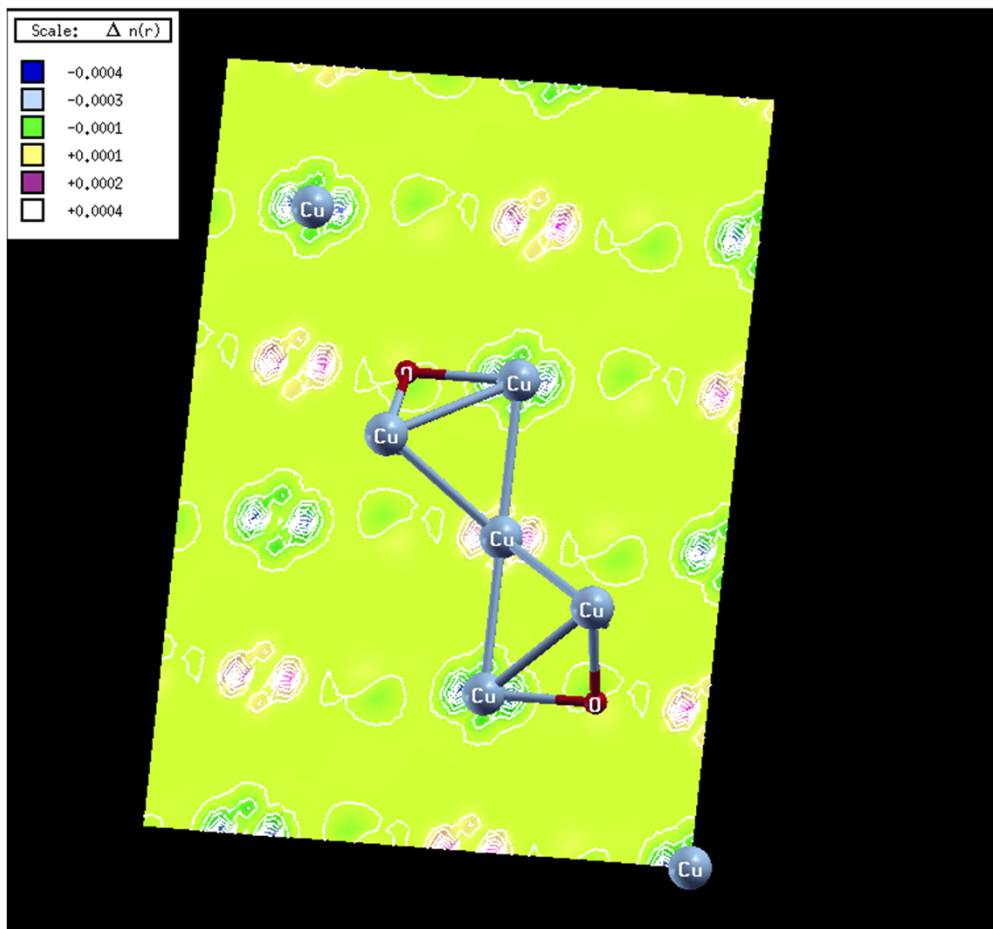 Scale: Δ n(r)
-0.0004
-0.0003
-0.0001
+0.0001
+0.0002
+0.0004
Cu
Cu
Cu
Cu
Cu
Cu
O
Cu